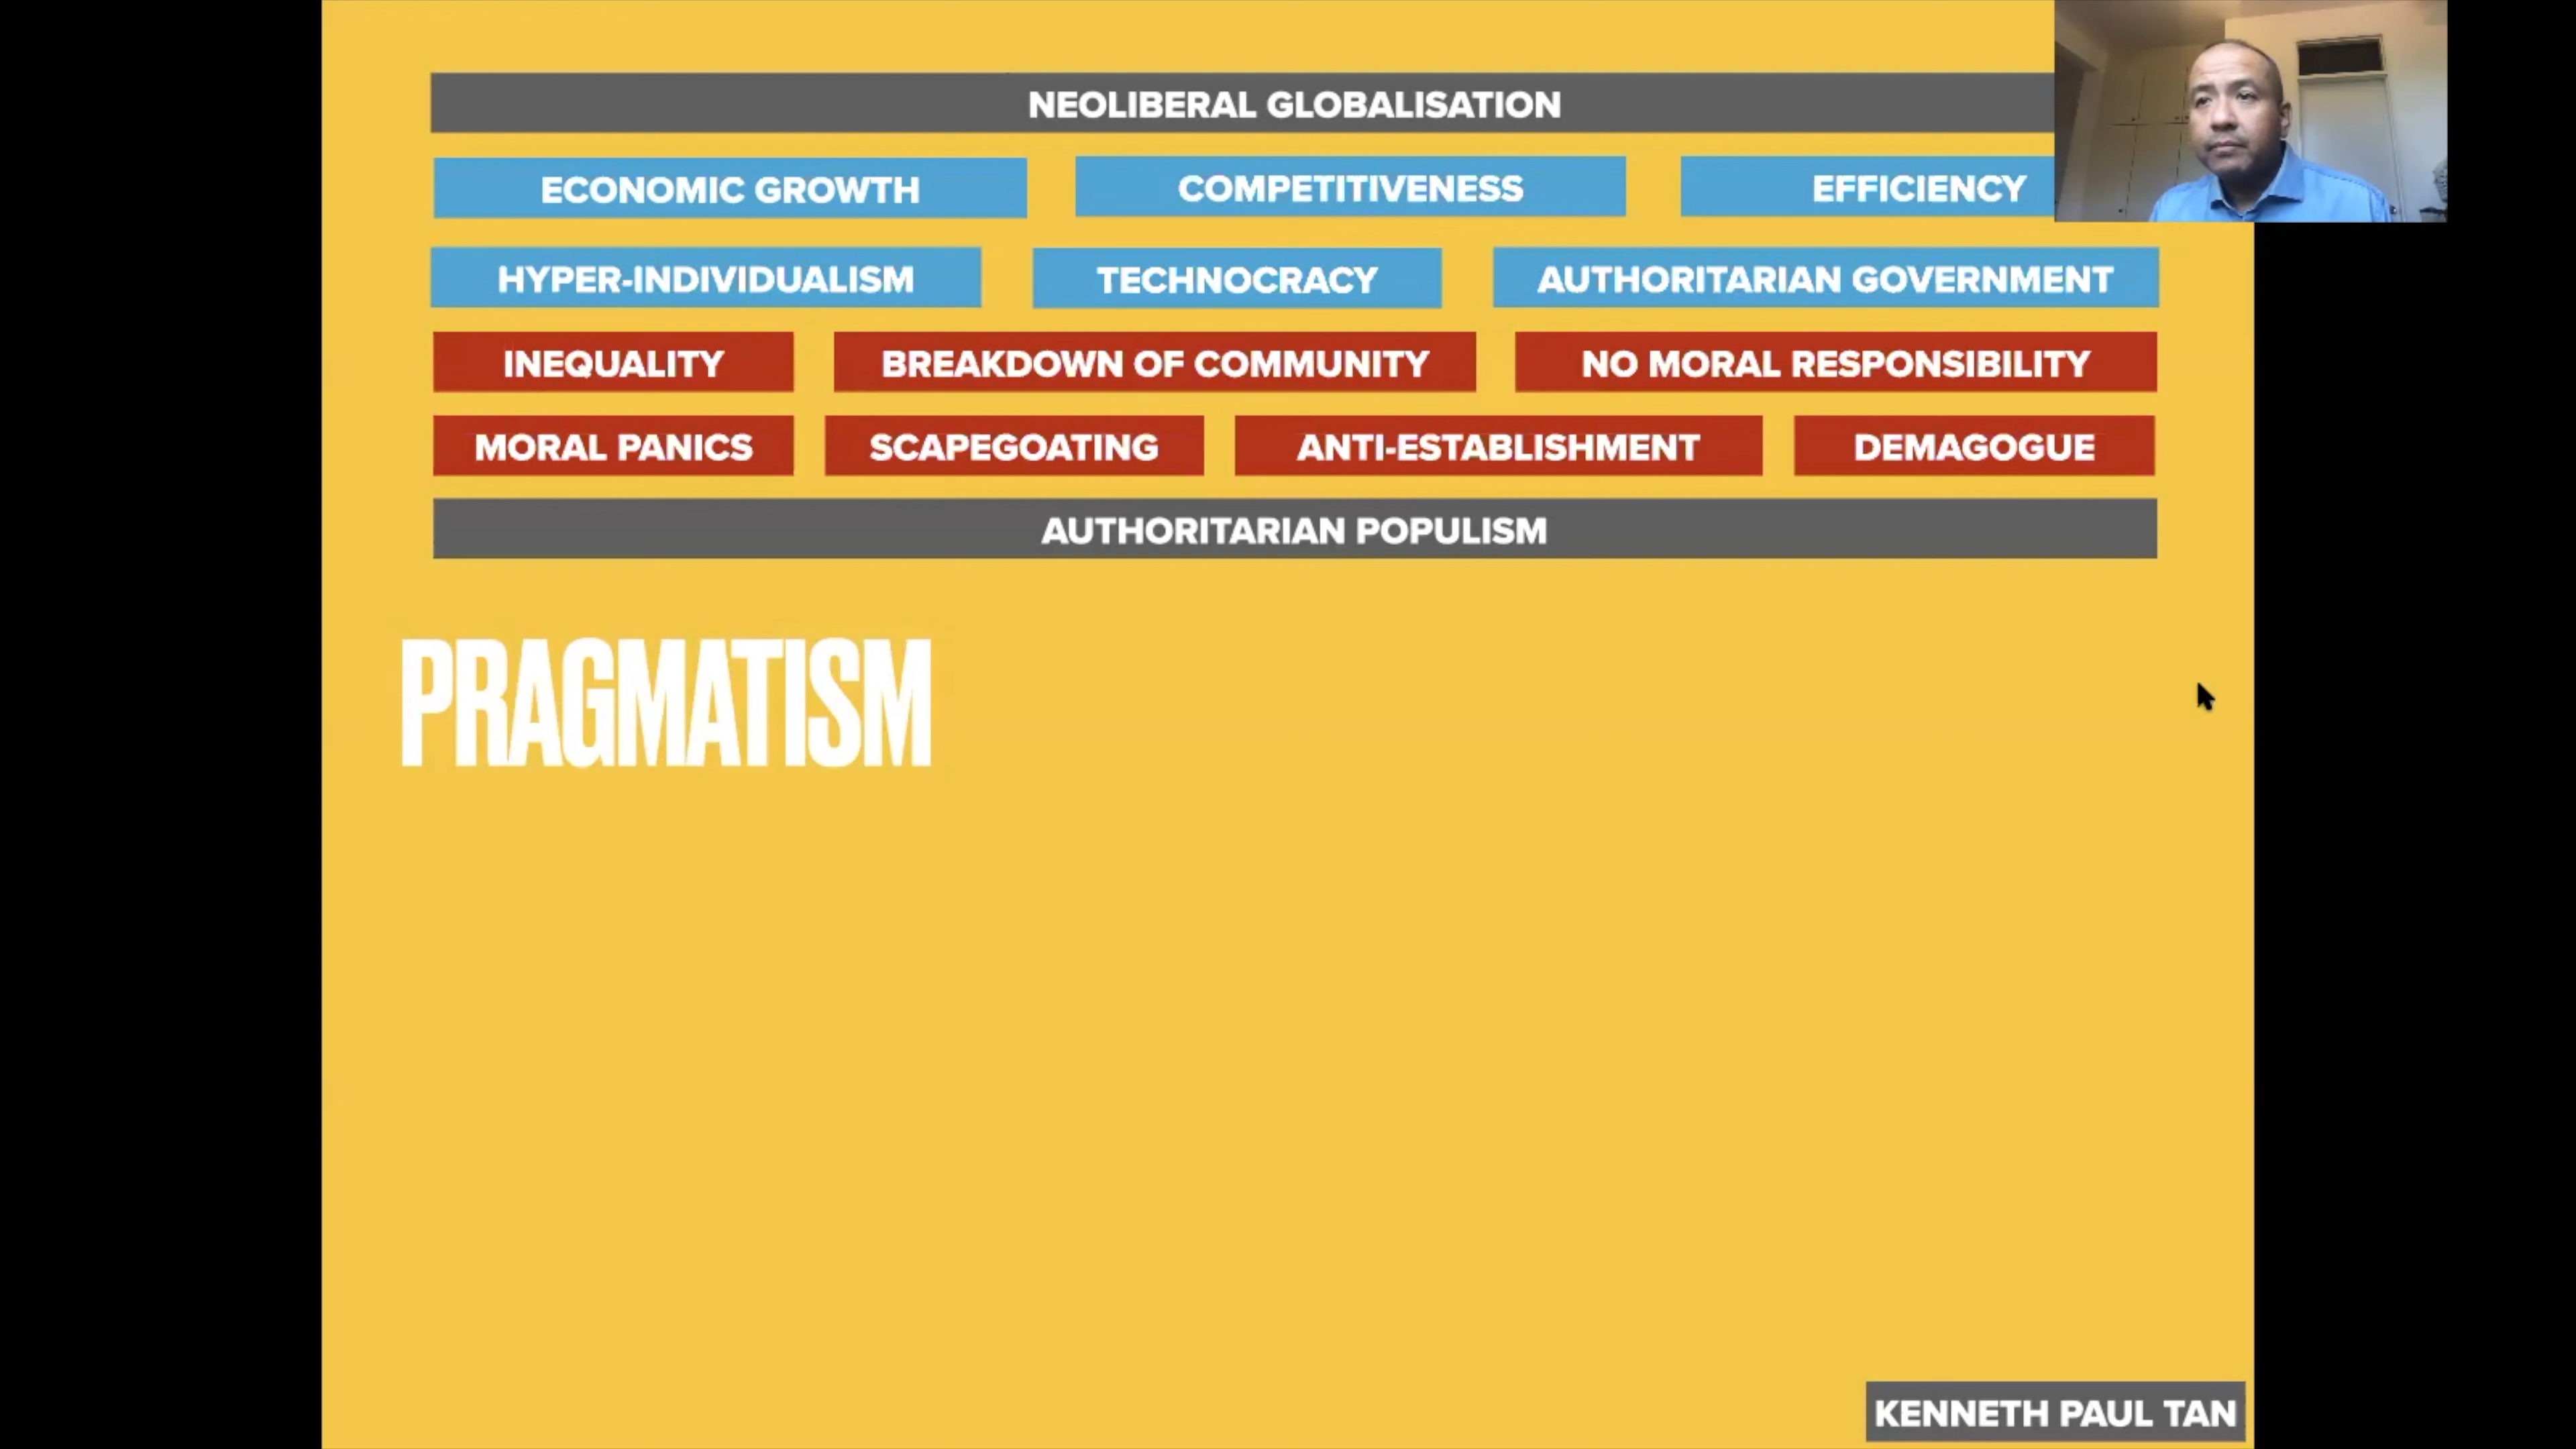 NEOLIBERAL GLOBALISATION
ECONOMIC GROWTH
COMPETITIVENESS
EFFICIENCY
HYPER-INDIVIDUALISM
TECHNOCRACY
AUTHORITARIAN GOVERNMENT
INEQUALITY
BREAKDOWN OF COMMUNITY
NO MORAL RESPONSIBILITY
MORAL PANICS
SCAPEGOATING
ANTI-ESTABLISHMENT
DEMAGOGUE
AUTHORITARIAN POPULISM
PRAGMATISM
KENNETH PAUL TAN